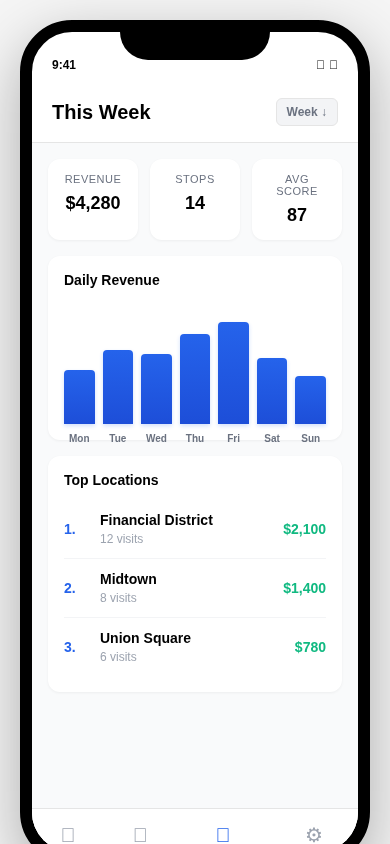 9:41
This Week
Week ↓
REVENUE
$4,280
STOPS
14
AVG
SCORE
87
Daily Revenue
Mon Tue Wed Thu Fri Sat Sun
Top Locations
1. Financial District $2,100
12 visits
2. Midtown $1,400
8 visits
3. Union Square $780
6 visits